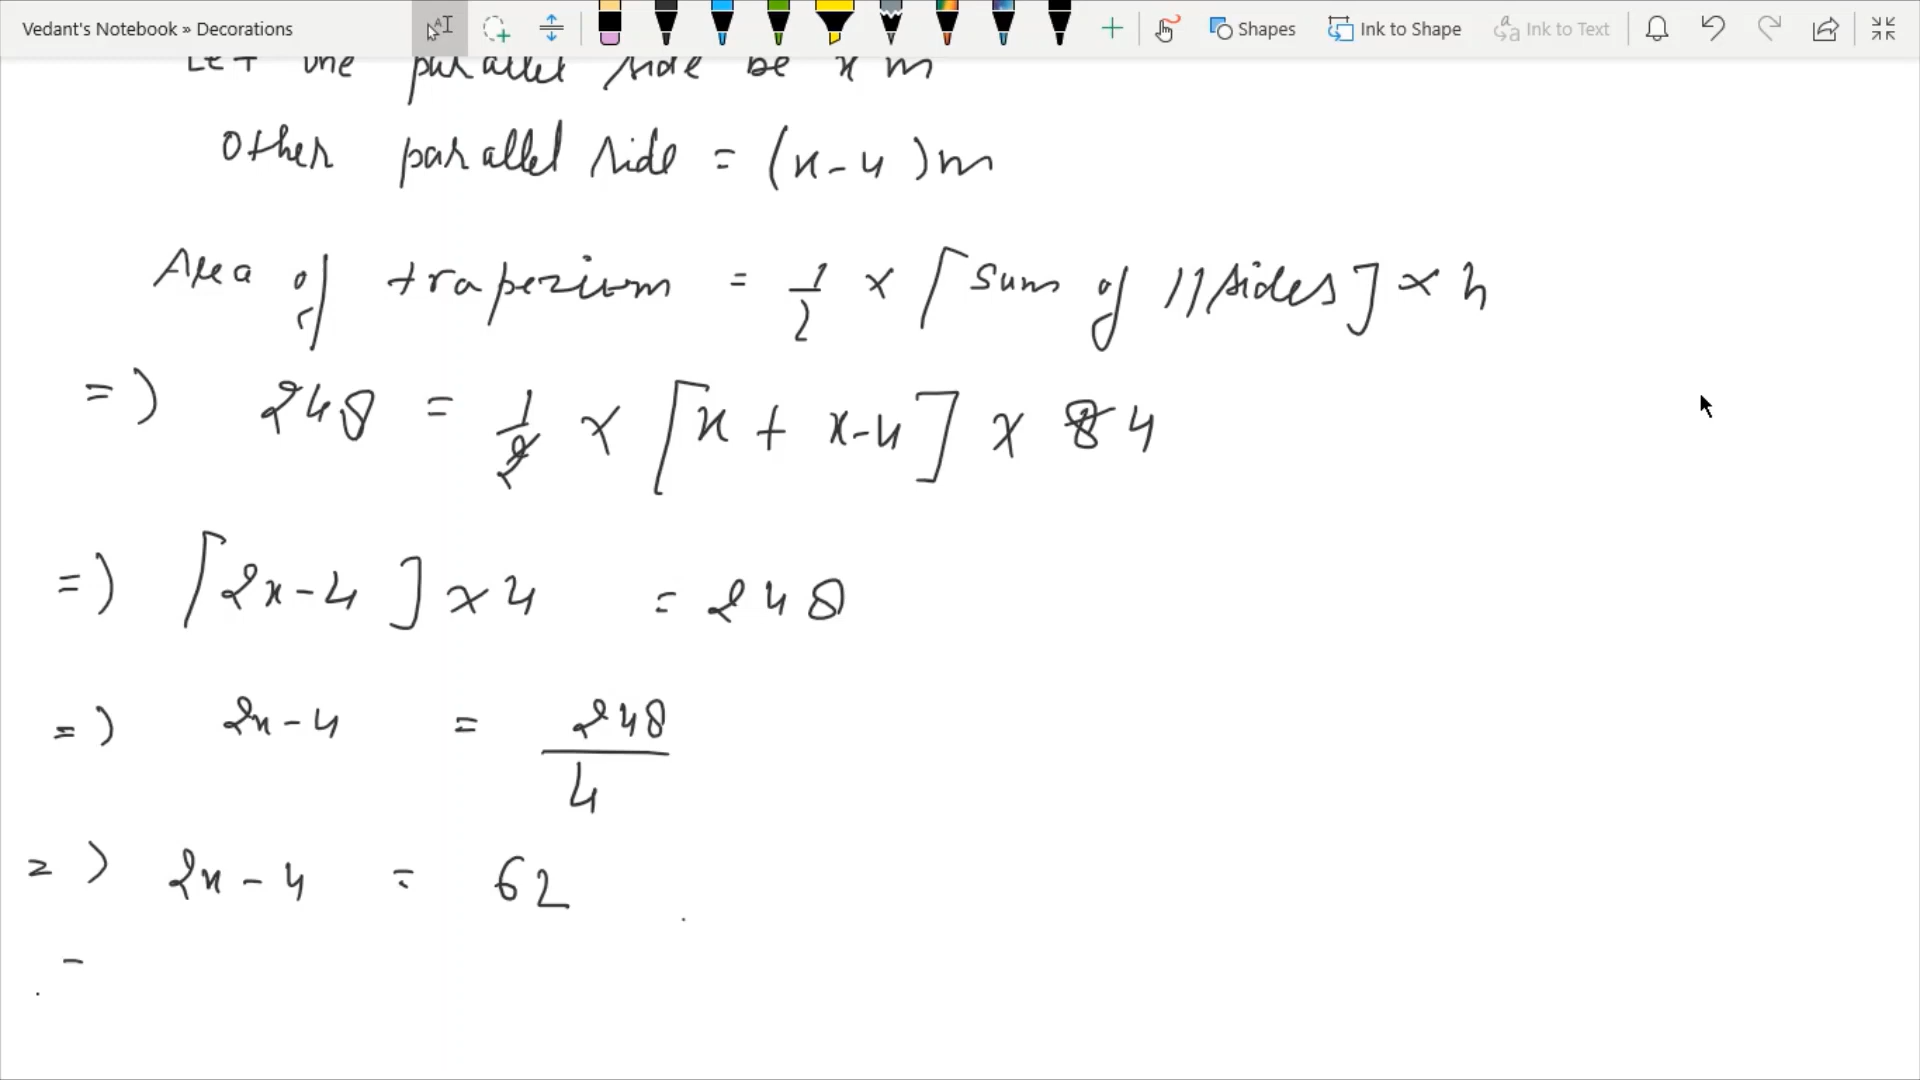 Vedant's Notebook » Decorations
Shapes
Ink to Shape
Ink to Text
Let the parallel side be x m
Other parallel side = (x-4)m
Area of trapezium = 1/2 × [Sum of || sides] × h
=) 248 = 1/2 × [x + x-4] × 8 4
=) [2x-4] × 4 = 248
=) 2x-4 = 248/4
=) 2x-4 = 62